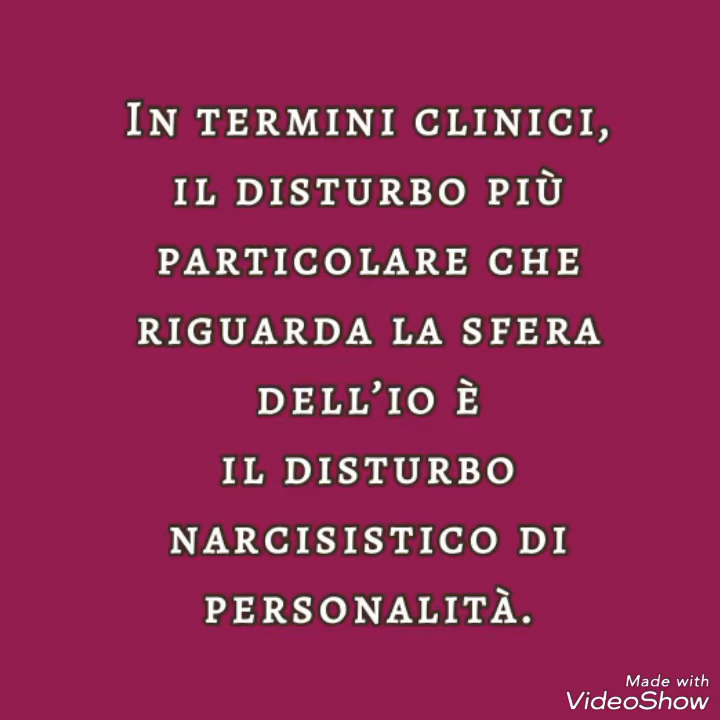 In termini clinici,
il disturbo più
particolare che
riguarda la sfera
dell’io è
il disturbo
narcisistico di
personalità.
Made with
VideoShow